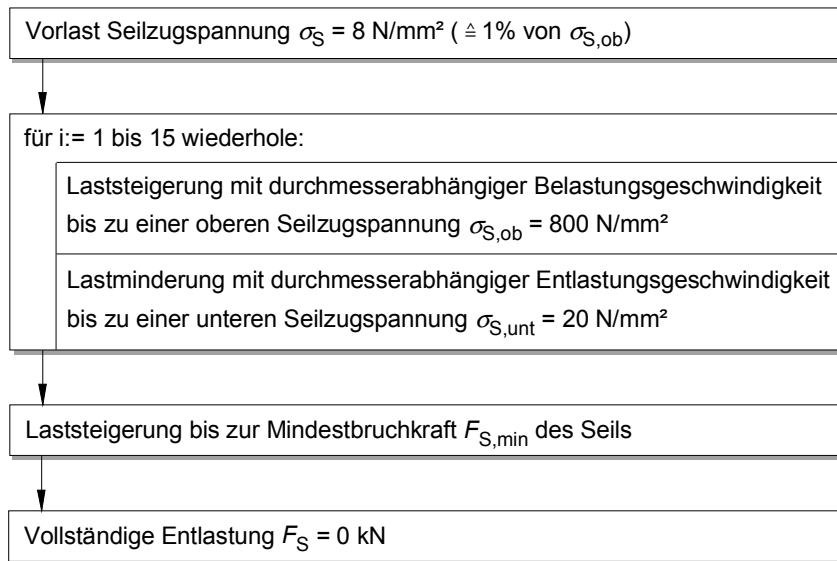 Vorlast Seilzugspannung σS = 8 N/mm² ( ≙ 1% von σS,ob)
für i:= 1 bis 15 wiederhole:
Laststeigerung mit durchmesserabhängiger Belastungsgeschwindigkeit
bis zu einer oberen Seilzugspannung σS,ob = 800 N/mm²
Lastminderung mit durchmesserabhängiger Entlastungsgeschwindigkeit
bis zu einer unteren Seilzugspannung σS,unt = 20 N/mm²
Laststeigerung bis zur Mindestbruchkraft FS,min des Seils
Vollständige Entlastung FS = 0 kN